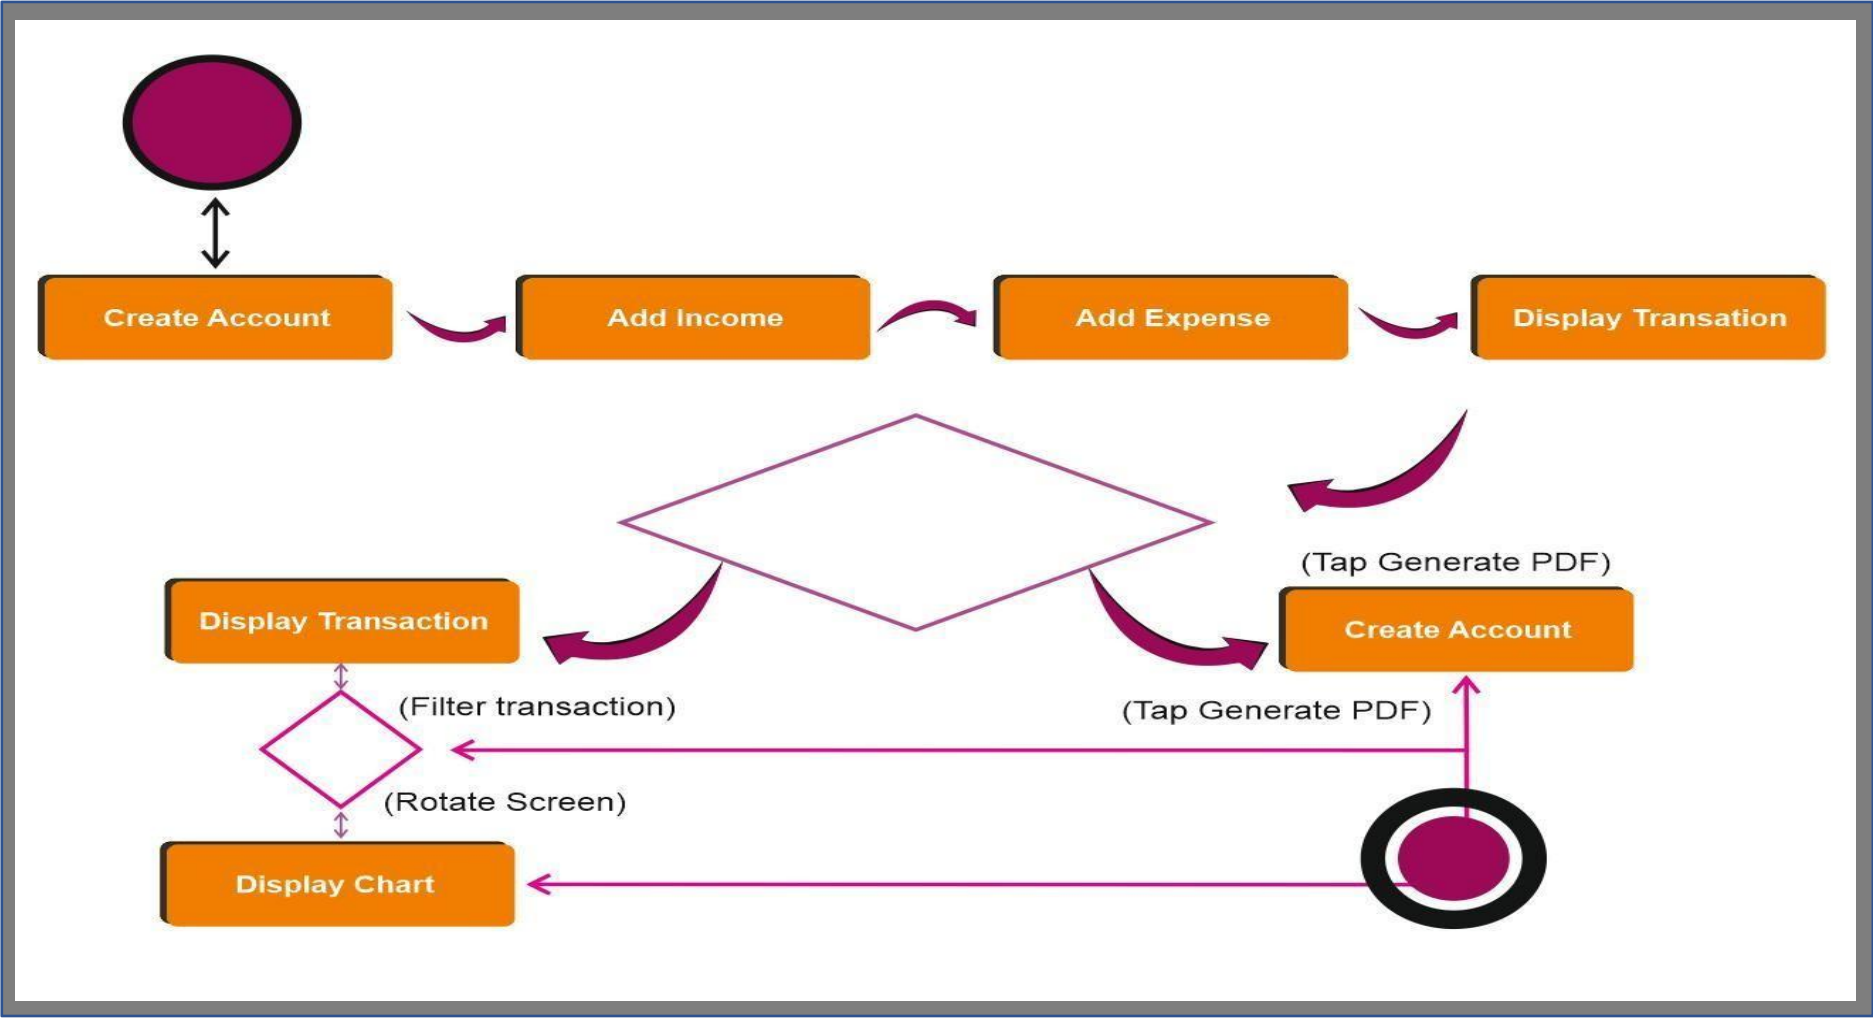 Create Account
Add Income
Add Expense
Display Transation
(Tap Generate PDF)
Display Transaction
Create Account
(Filter transaction)
(Tap Generate PDF)
(Rotate Screen)
Display Chart